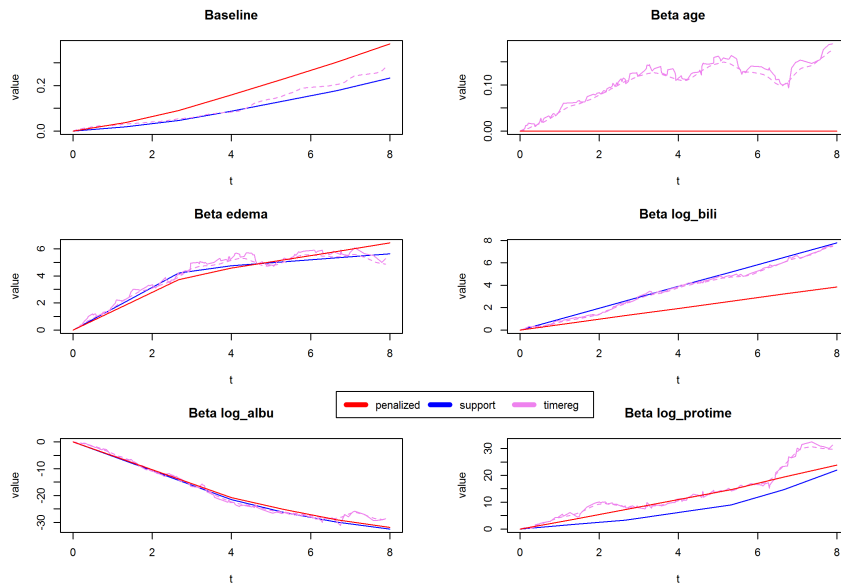 Baseline
value
0.0 0.2
0 2 4 6 8
t
Beta age
value
0.00 0.10
0 2 4 6 8
t
Beta edema
value
0 2 4 6
0 2 4 6 8
t
Beta log_bili
value
0 2 4 6 8
0 2 4 6 8
t
penalized support timereg
Beta log_albu
value
-30 -20 -10 0
0 2 4 6 8
t
Beta log_protime
value
0 10 20 30
0 2 4 6 8
t